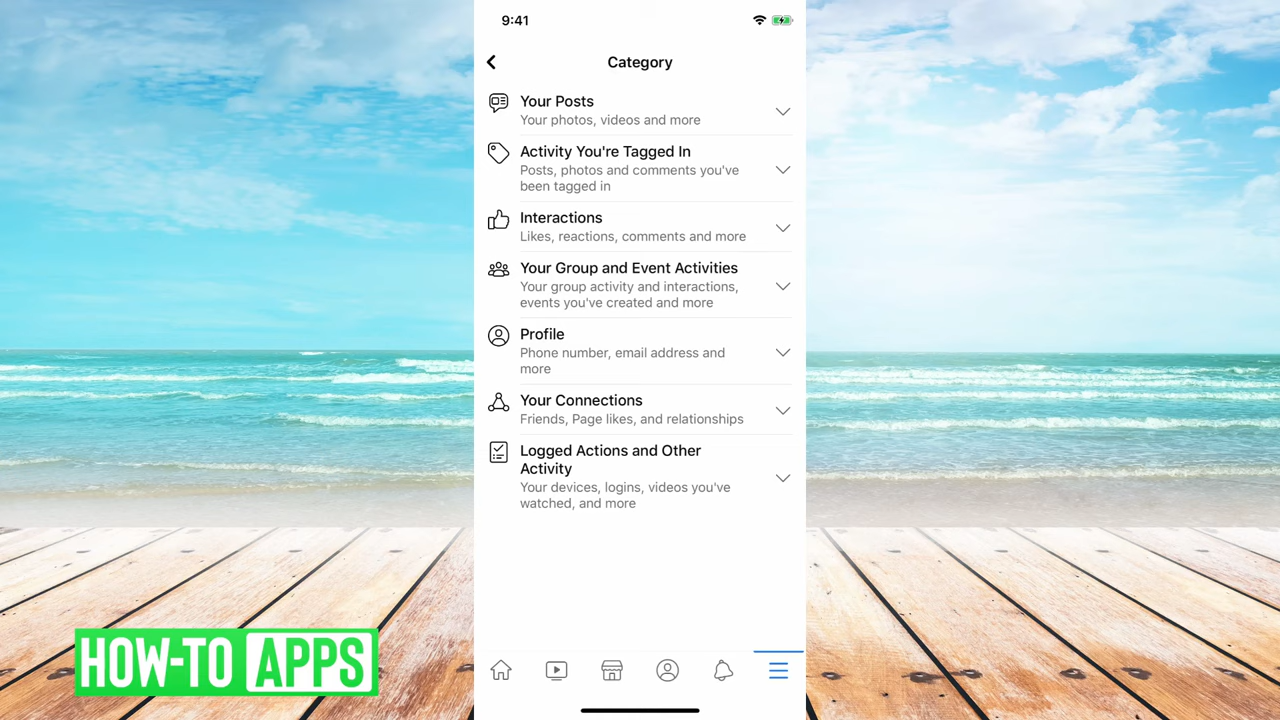 9:41
Category
Your Posts
Your photos, videos and more
Activity You're Tagged In
Posts, photos and comments you've
been tagged in
Interactions
Likes, reactions, comments and more
Your Group and Event Activities
Your group activity and interactions,
events you've created and more
Profile
Phone number, email address and
more
Your Connections
Friends, Page likes, and relationships
Logged Actions and Other
Activity
Your devices, logins, videos you've
watched, and more
HOW-TO APPS